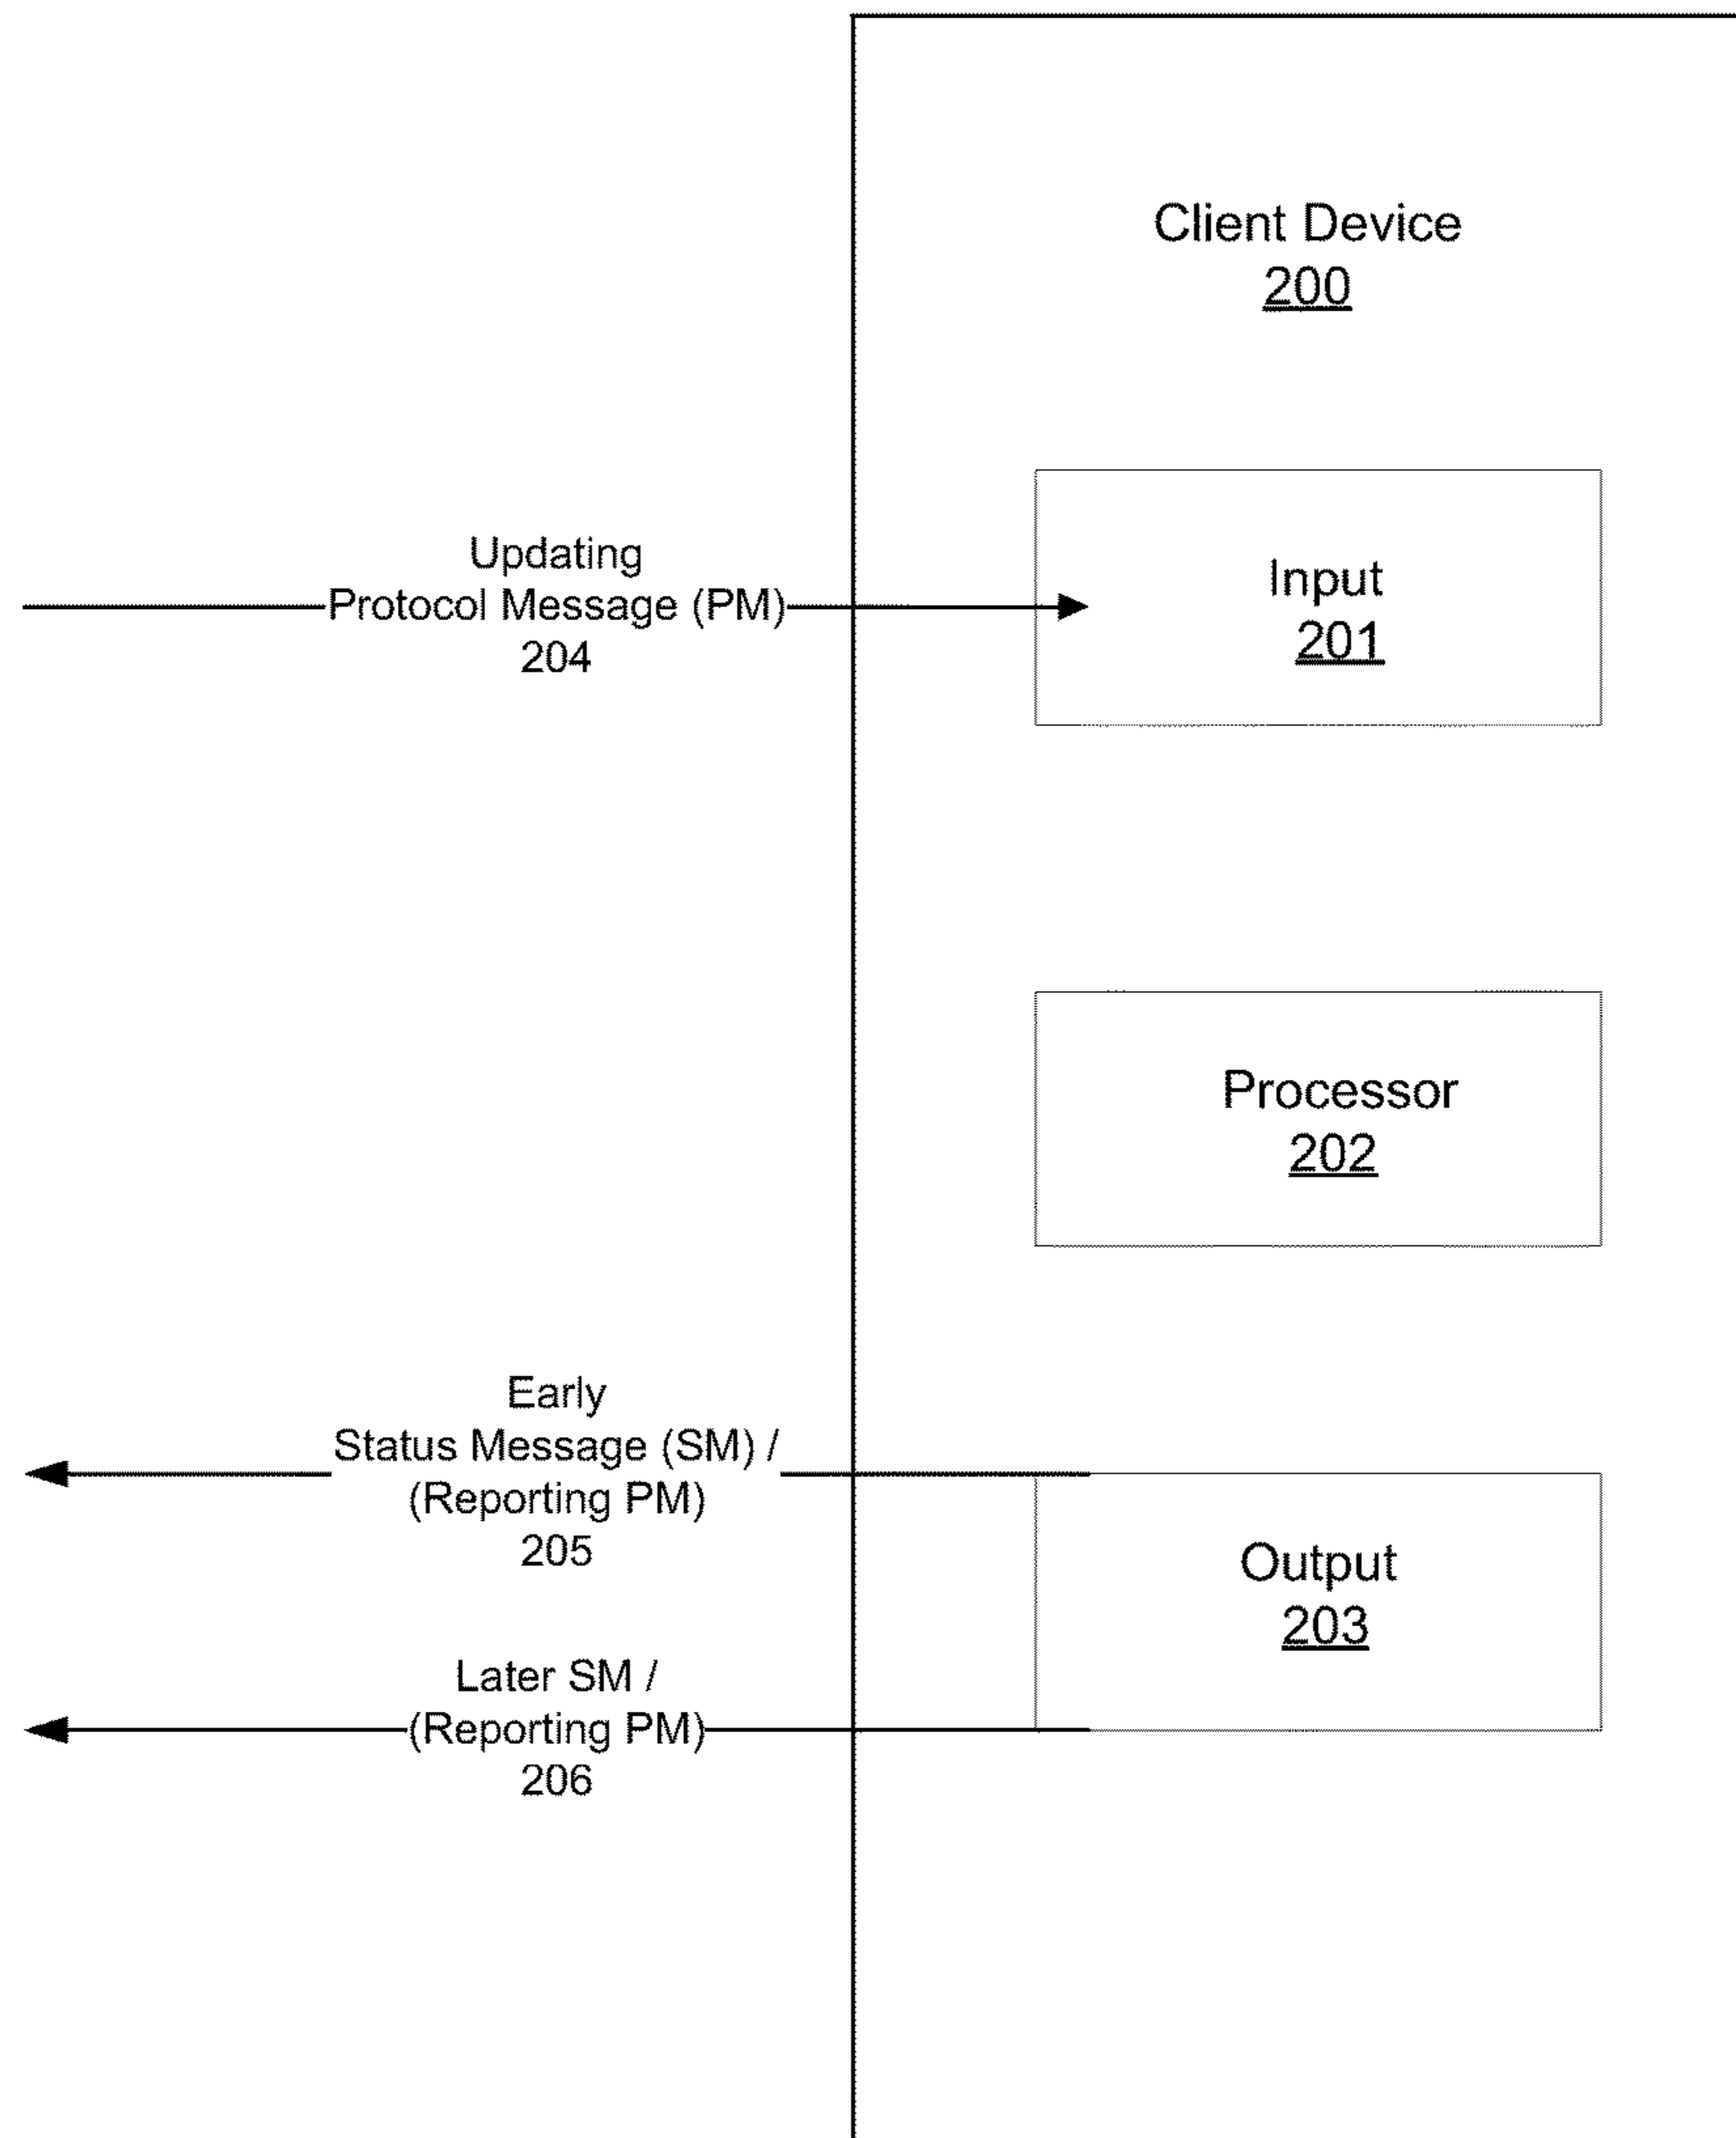 Client Device
200
Updating
Protocol Message (PM)
204
Input
201
Processor
202
Early
Status Message (SM) /
(Reporting PM)
205
Output
203
Later SM /
(Reporting PM)
206